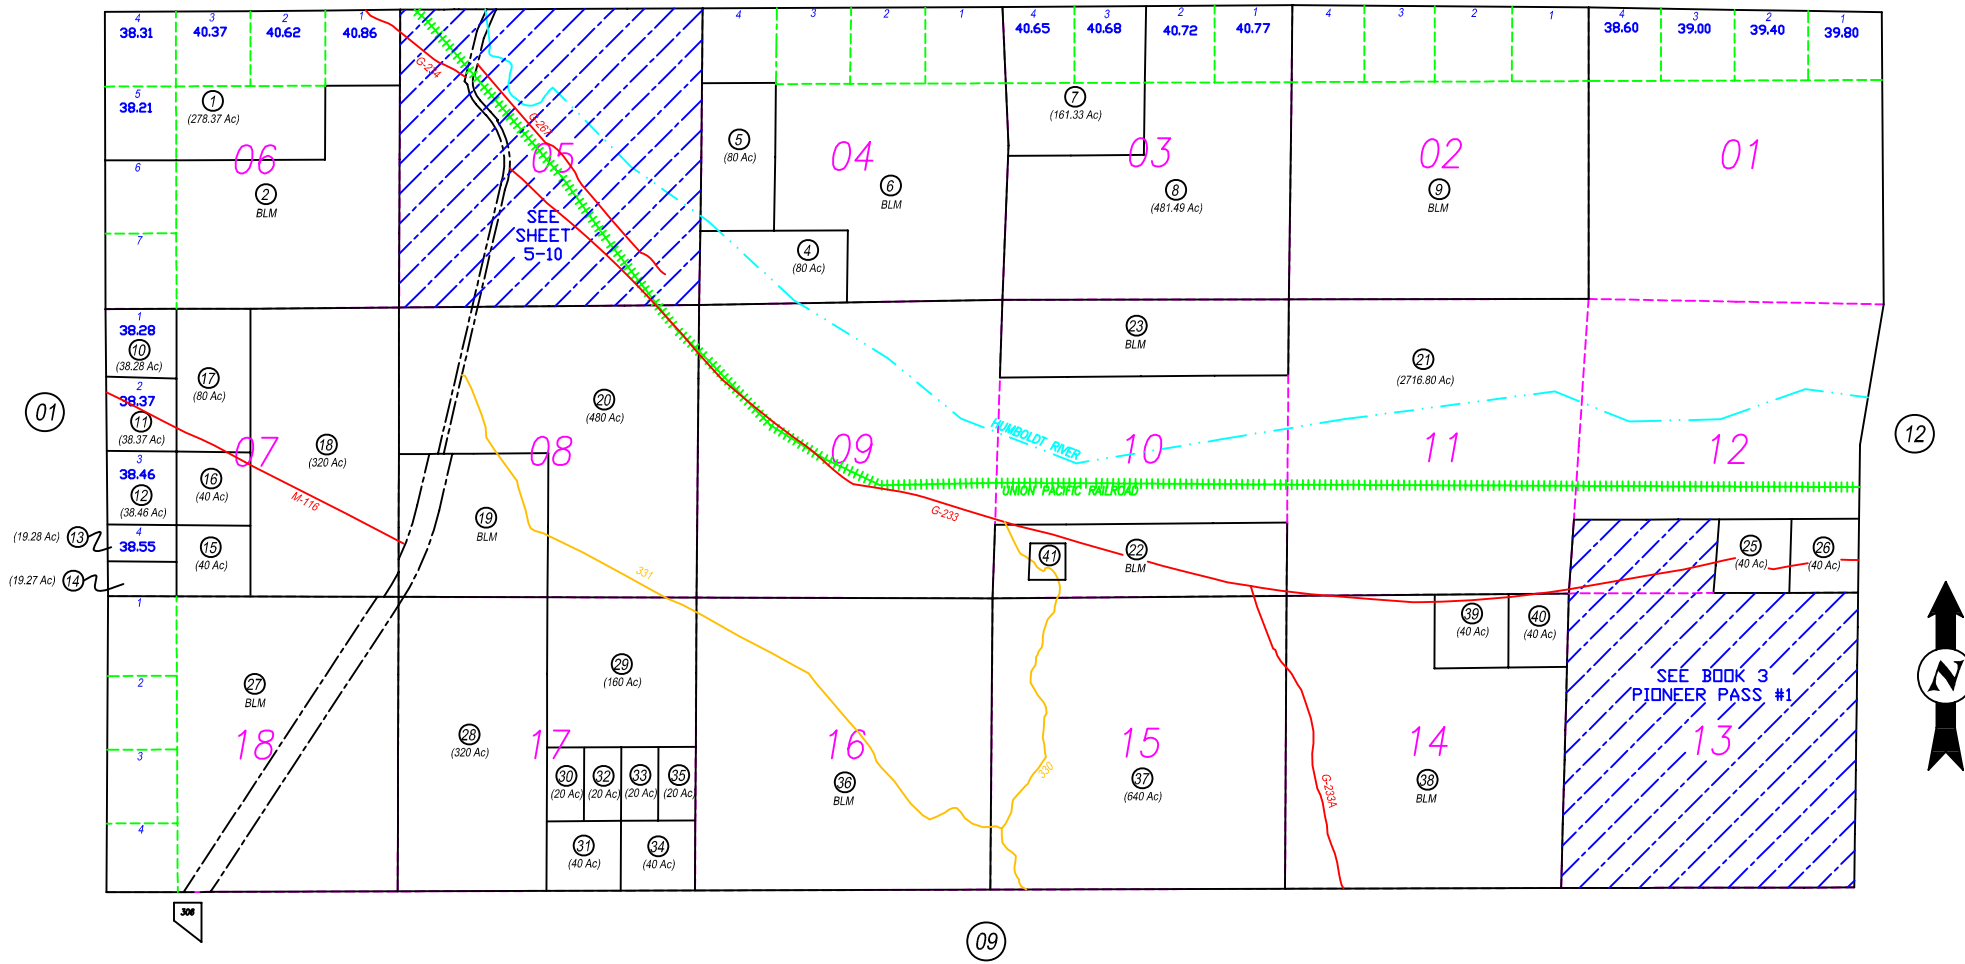 4 3 2 1 4 3 2 1 4 3 2 1 4 3 2 1 4 3 2 1
38.31 40.37 40.62 40.86 40.65 40.68 40.72 40.77 38.60 39.00 39.40 39.80
G-234
5
38.21
1
(278.37 Ac)
6
06
2
BLM
7
G-267
05
SEE
SHEET
5-10
5
(80 Ac)
04
6
BLM
4
(80 Ac)
7
(161.33 Ac)
03
8
(481.49 Ac)
02
9
BLM
01
1
38.28
10
(38.28 Ac)
2
38.37
11
(38.37 Ac)
3
38.46
12
(38.46 Ac)
4
38.55
(19.28 Ac) 13
(19.27 Ac) 14
17
(80 Ac)
16
(40 Ac)
15
(40 Ac)
07
18
(320 Ac)
M-116
01
20
(480 Ac)
08
19
BLM
331
09
23
BLM
HUMBOLDT RIVER
10
UNION PACIFIC RAILROAD
G-233
41
22
BLM
21
(2716.80 Ac)
11
12
12
25
(40 Ac)
26
(40 Ac)
1
2
3
4
27
BLM
18
28
(320 Ac)
17
29
(160 Ac)
30
(20 Ac)
32
(20 Ac)
33
(20 Ac)
35
(20 Ac)
31
(40 Ac)
34
(40 Ac)
16
36
BLM
330
15
37
(640 Ac)
G-233A
39
(40 Ac)
40
(40 Ac)
14
38
BLM
SEE BOOK 3
PIONEER PASS #1
13
N
306
09